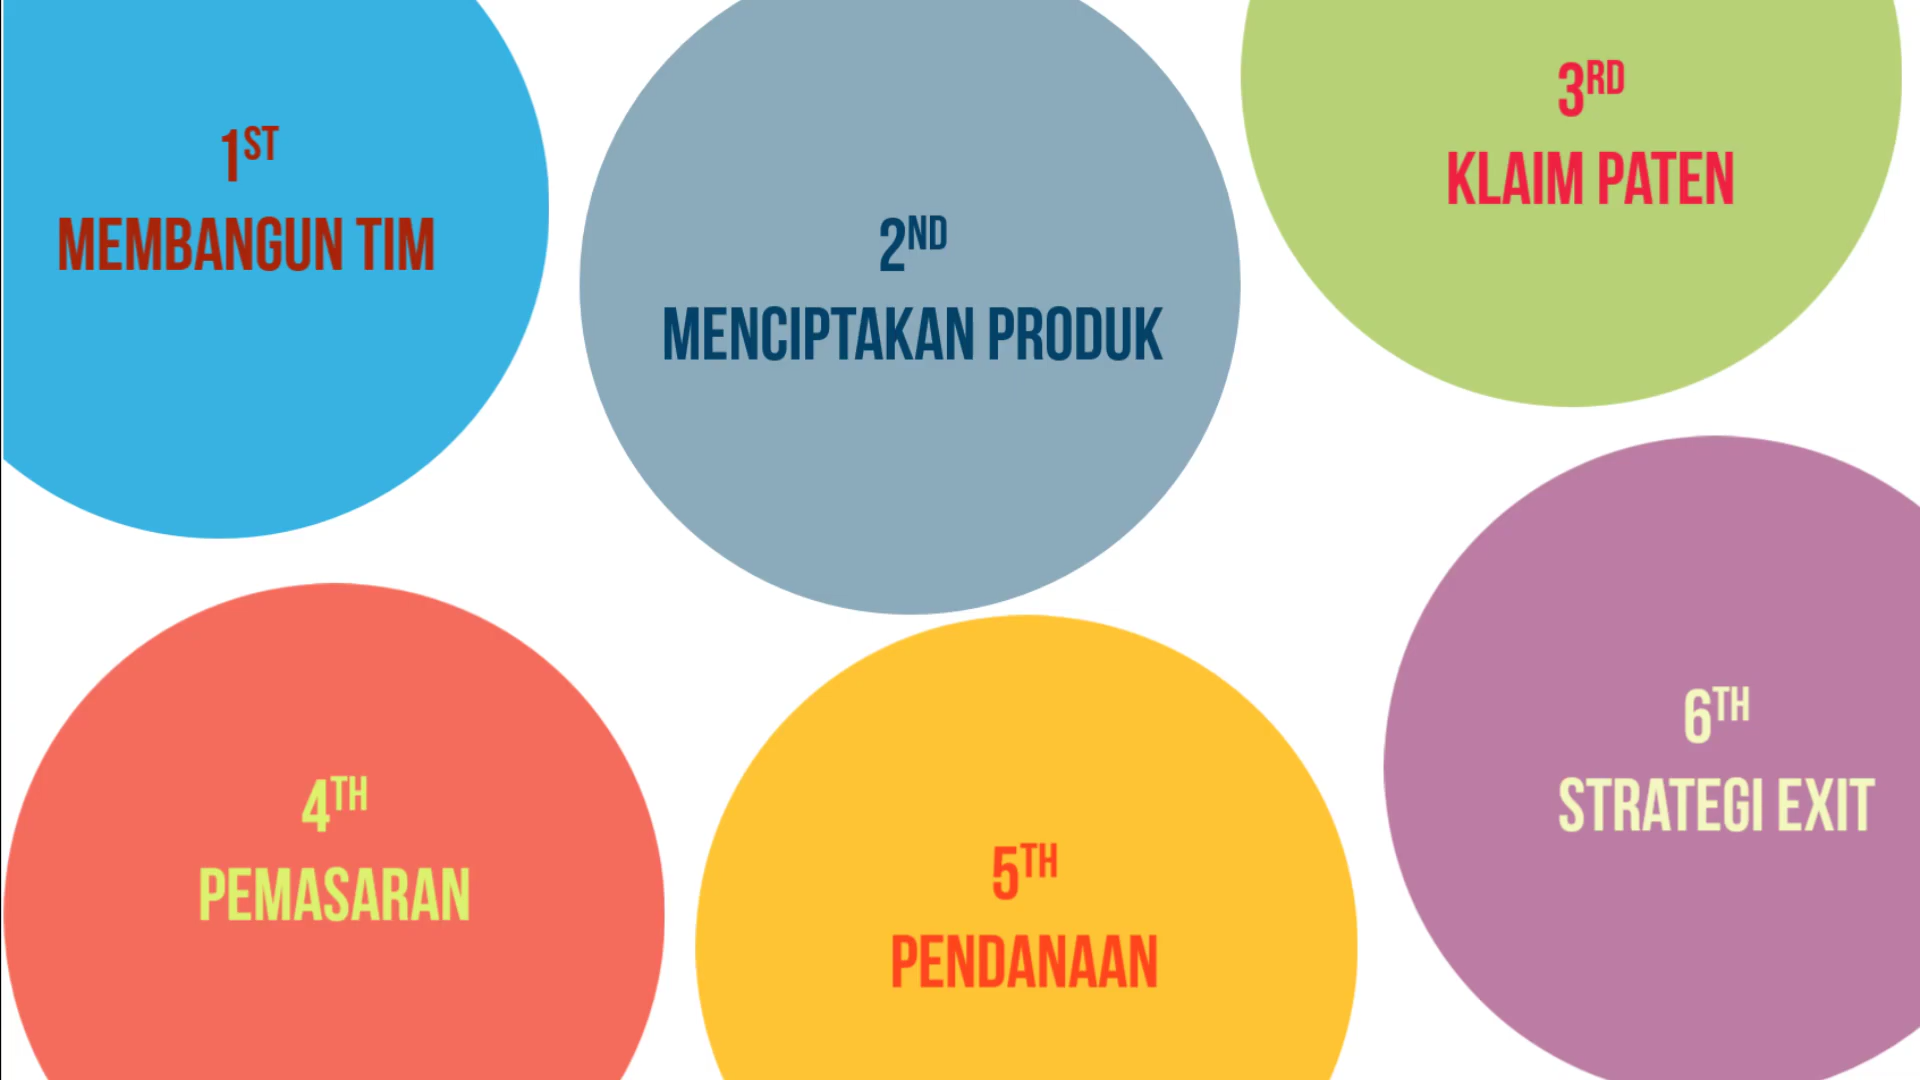 1ST
MEMBANGUN TIM
2ND
MENCIPTAKAN PRODUK
3RD
KLAIM PATEN
4TH
PEMASARAN
5TH
PENDANAAN
6TH
STRATEGI EXIT